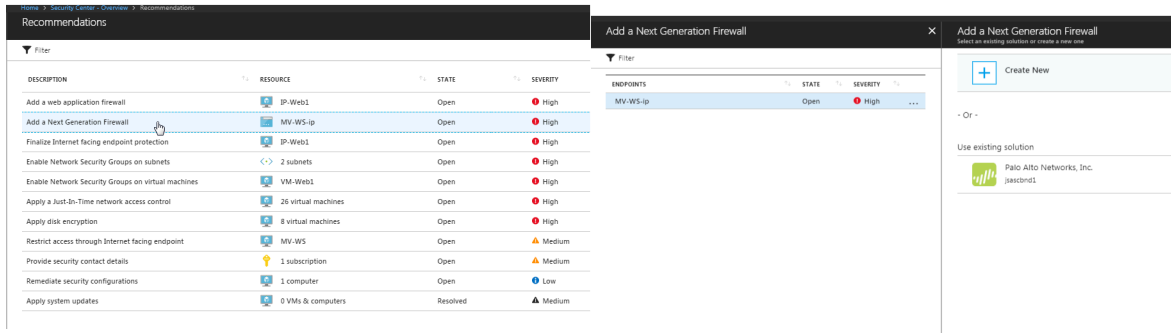 Home > Security Center - Overview > Recommendations
Recommendations
Filter
DESCRIPTION RESOURCE STATE SEVERITY
Add a web application firewall IP-Web1 Open High
Add a Next Generation Firewall MV-WS-ip Open High
Finalize Internet facing endpoint protection IP-Web1 Open High
Enable Network Security Groups on subnets 2 subnets Open High
Enable Network Security Groups on virtual machines VM-Web1 Open High
Apply a Just-In-Time network access control 26 virtual machines Open High
Apply disk encryption 8 virtual machines Open High
Restrict access through Internet facing endpoint MV-WS Open Medium
Provide security contact details 1 subscription Open Medium
Remediate security configurations 1 computer Open Low
Apply system updates 0 VMs & computers Resolved Medium
Add a Next Generation Firewall
Filter
ENDPOINTS STATE SEVERITY
MV-WS-ip Open High ...
Add a Next Generation Firewall
Select an existing solution or create a new one
Create New
- Or -
Use existing solution
Palo Alto Networks, Inc.
jsascbnd1